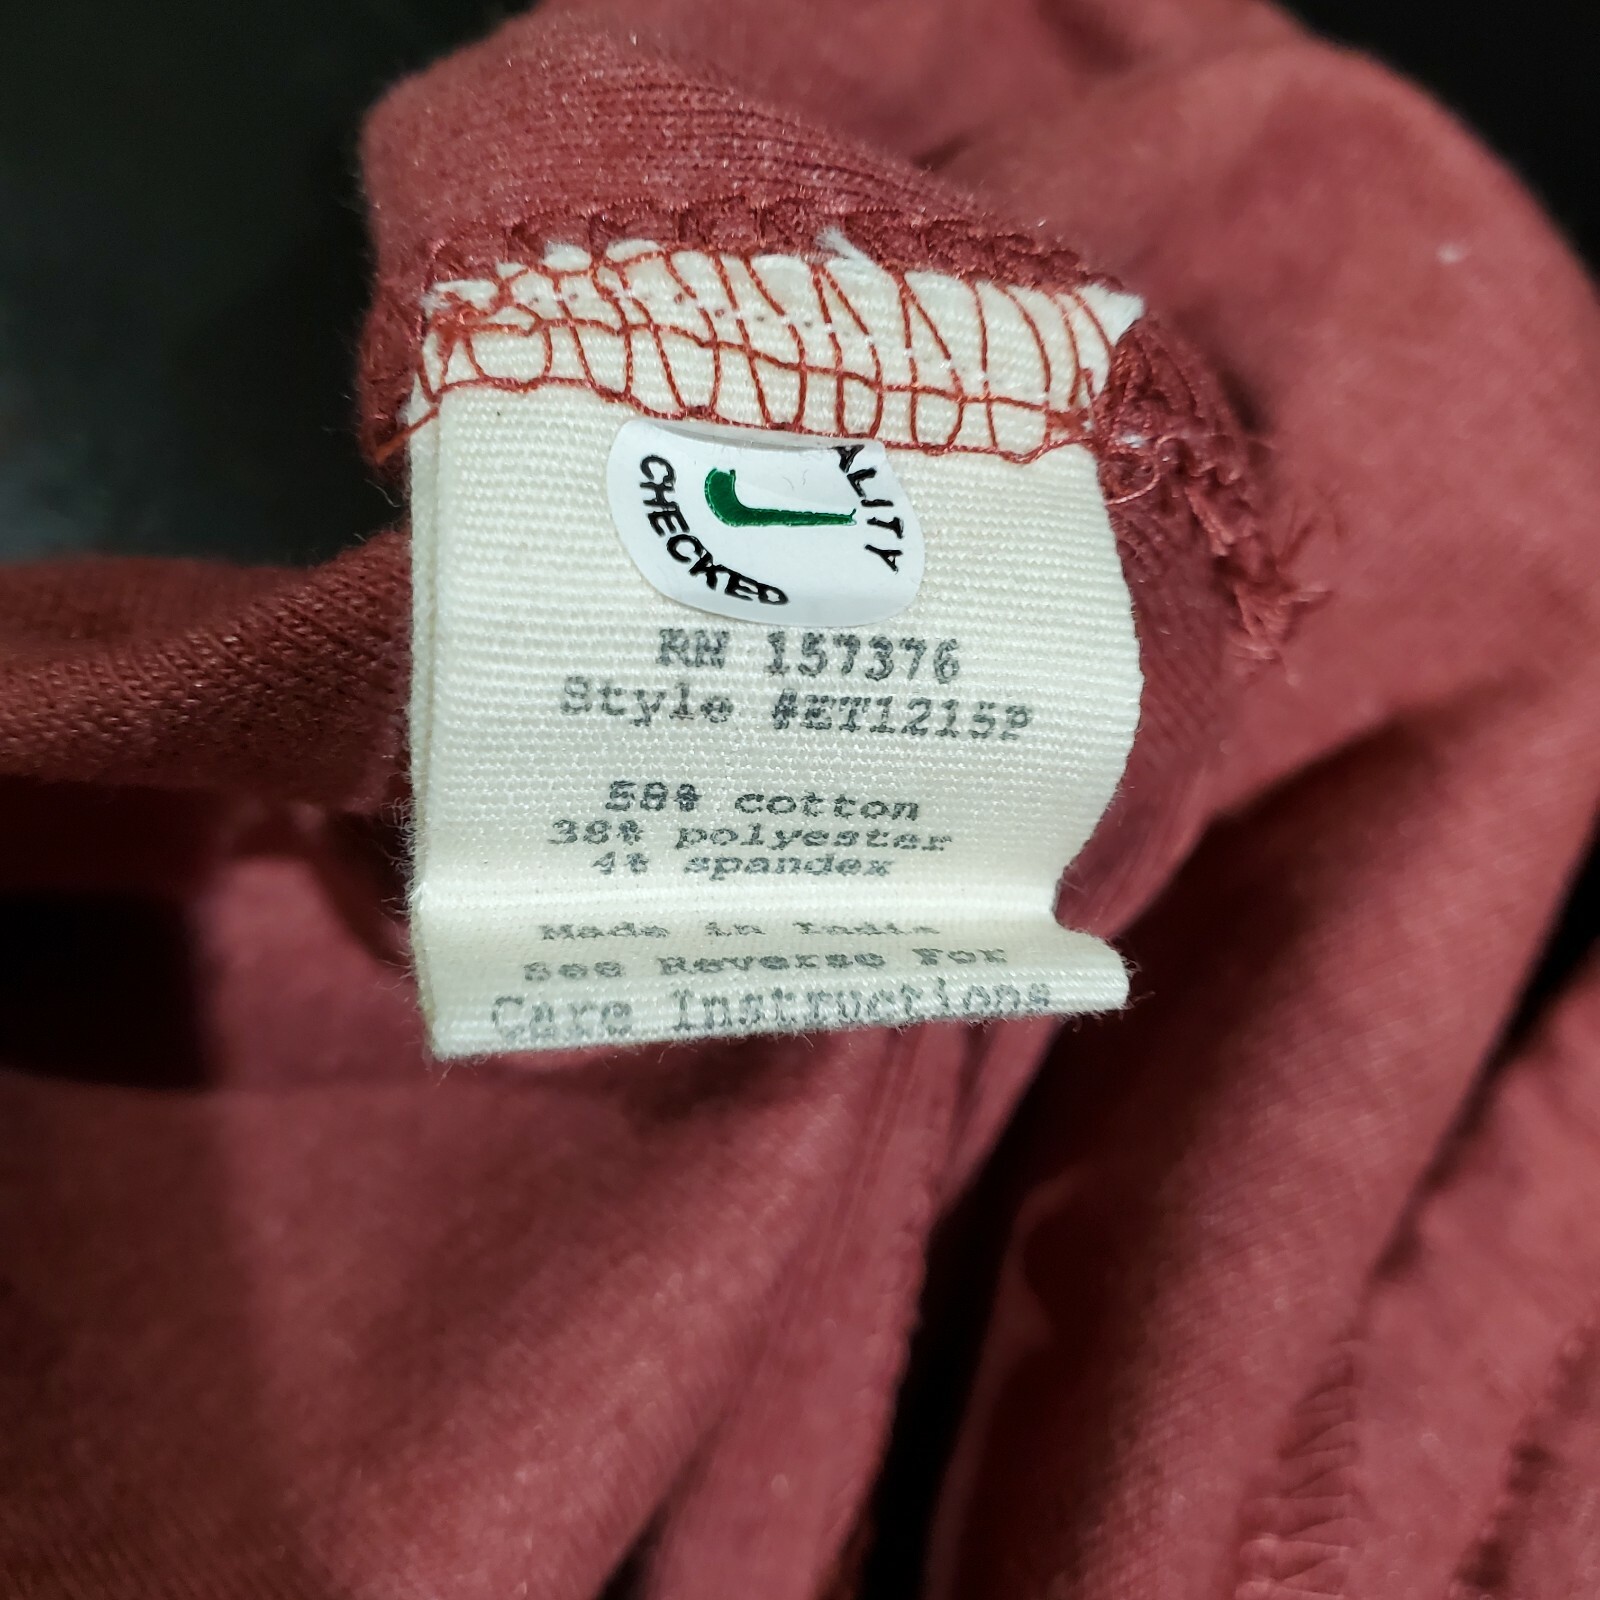 ALITY
CHECKED
RN 157376
Style #ET1215P
58% cotton
38% polyester
4% spandex
Made in India
See Reverse For
Care Instructions